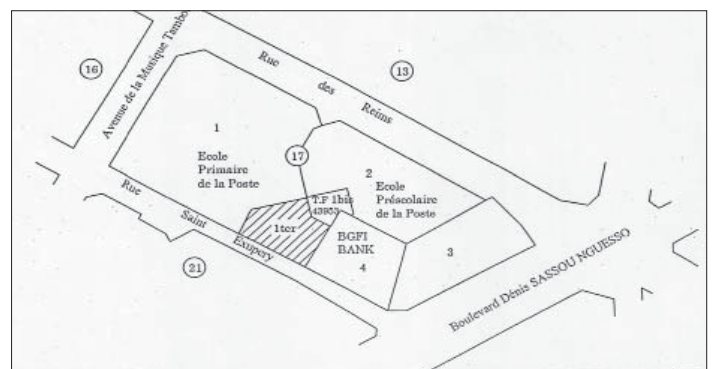 Avenue de la Musique Tambo
16
13
Rue des Reims
1
Ecole
Primaire
de la Poste
17
2
Ecole
Préscolaire
de la Poste
T.F 1bis
43953
1ter
BGFI
BANK
4
3
Rue Saint Exupery
21
Boulevard Dénis SASSOU NGUESSO